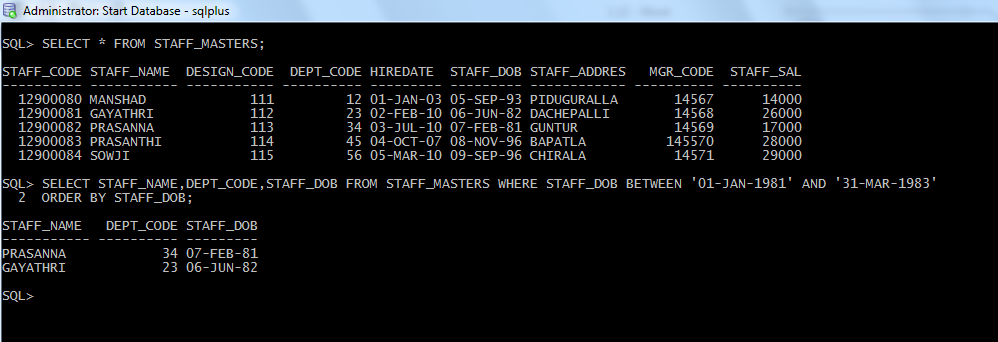 Administrator: Start Database - sqlplus
SQL> SELECT * FROM STAFF_MASTERS;
STAFF_CODE STAFF_NAME  DESIGN_CODE  DEPT_CODE HIREDATE  STAFF_DOB STAFF_ADDRES   MGR_CODE  STAFF_SAL
---------- ----------- ----------- ---------- --------- --------- ------------ ---------- ----------
  12900080 MANSHAD             111         12 01-JAN-03 05-SEP-93 PIDUGURALLA       14567      14000
  12900081 GAYATHRI            112         23 02-FEB-10 06-JUN-82 DACHEPALLI        14568      26000
  12900082 PRASANNA            113         34 03-JUL-10 07-FEB-81 GUNTUR            14569      17000
  12900083 PRASANTHI           114         45 04-OCT-07 08-NOV-96 BAPATLA          145570      28000
  12900084 SOWJI               115         56 05-MAR-10 09-SEP-96 CHIRALA           14571      29000
SQL> SELECT STAFF_NAME,DEPT_CODE,STAFF_DOB FROM STAFF_MASTERS WHERE STAFF_DOB BETWEEN '01-JAN-1981' AND '31-MAR-1983'
  2  ORDER BY STAFF_DOB;
STAFF_NAME   DEPT_CODE STAFF_DOB
----------- ---------- ---------
PRASANNA            34 07-FEB-81
GAYATHRI            23 06-JUN-82
SQL>